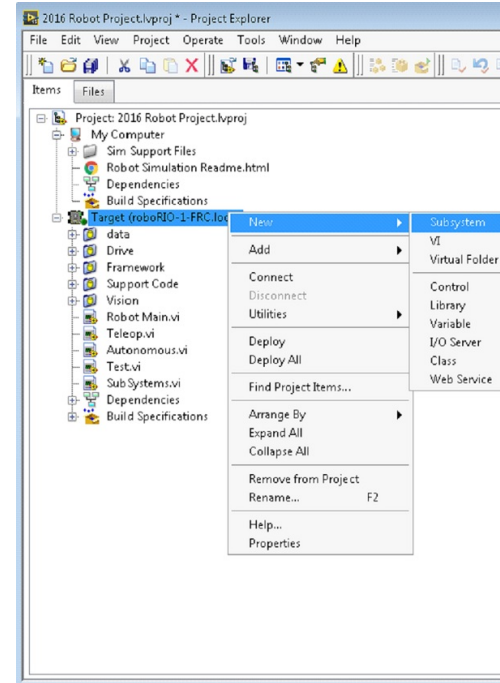 2016 Robot Project.lvproj * - Project Explorer
File Edit View Project Operate Tools Window Help
Items Files
Project: 2016 Robot Project.lvproj
My Computer
Sim Support Files
Robot Simulation Readme.html
Dependencies
Build Specifications
Target (roboRIO-1-FRC.loc
data
Drive
Framework
Support Code
Vision
Robot Main.vi
Teleop.vi
Autonomous.vi
Test.vi
SubSystems.vi
Dependencies
Build Specifications
New
Add
Connect
Disconnect
Utilities
Deploy
Deploy All
Find Project Items...
Arrange By
Expand All
Collapse All
Remove from Project
Rename... F2
Help...
Properties
Subsystem
VI
Virtual Folder
Control
Library
Variable
I/O Server
Class
Web Service